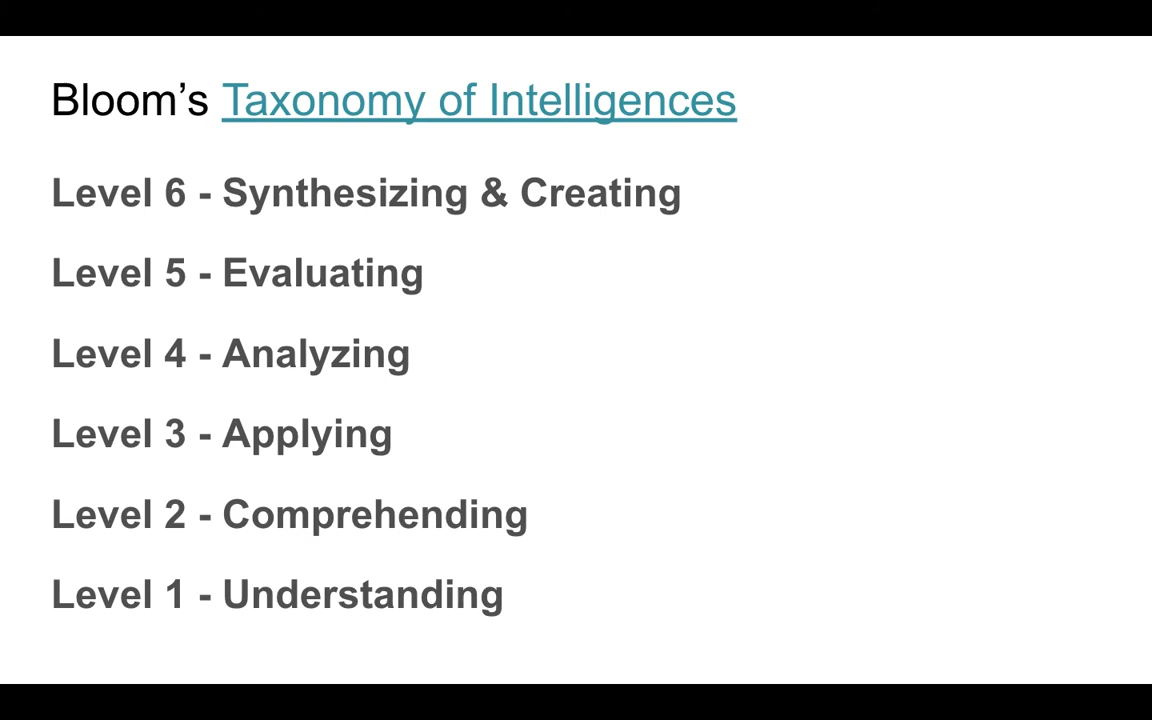 Bloom’s Taxonomy of Intelligences
Level 6 - Synthesizing & Creating
Level 5 - Evaluating
Level 4 - Analyzing
Level 3 - Applying
Level 2 - Comprehending
Level 1 - Understanding